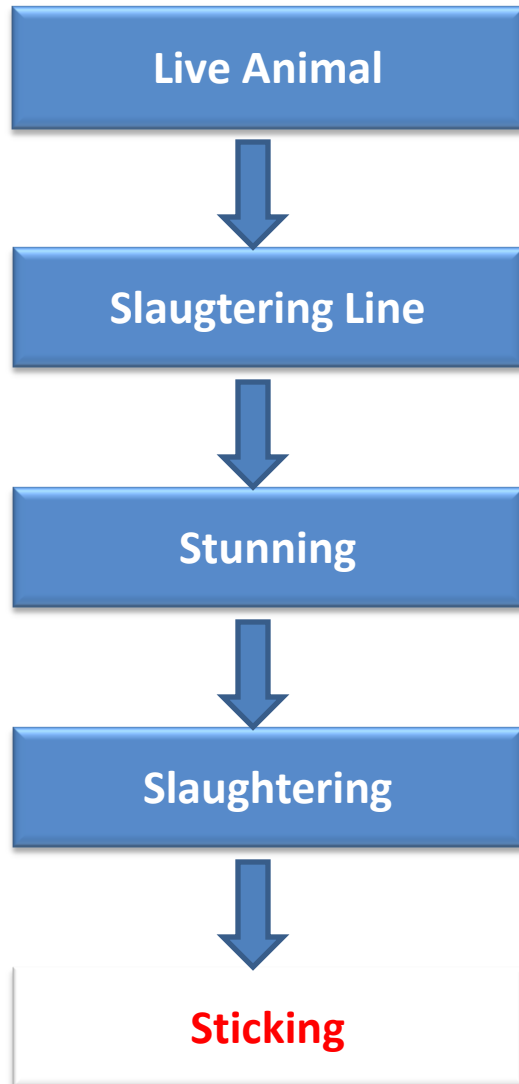 Live Animal
Slaugtering Line
Stunning
Slaughtering
Sticking